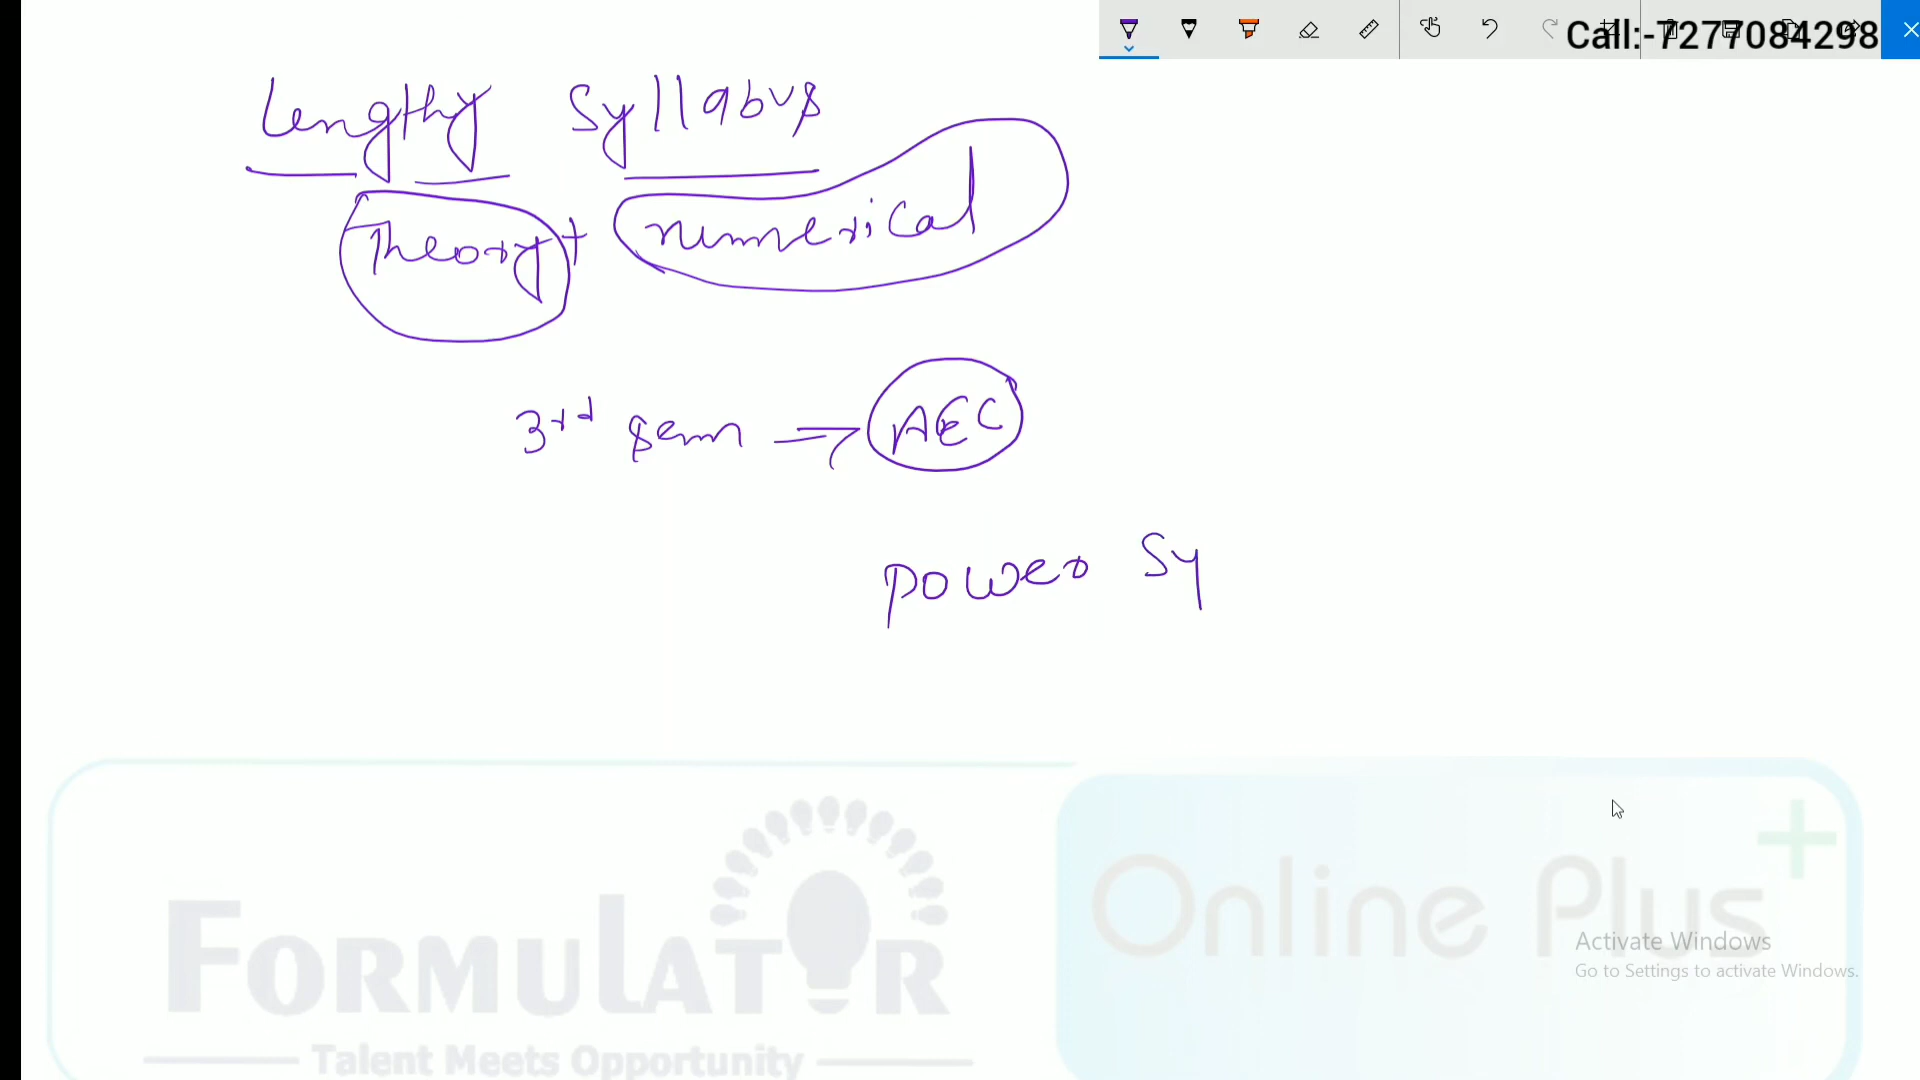 Call:-7277084298
Lengthy Syllabus
Theory + numerical
3rd sem → AEC
power Sy
FORMULATOR
Talent Meets Opportunity
Online Plus +
Activate Windows
Go to Settings to activate Windows.